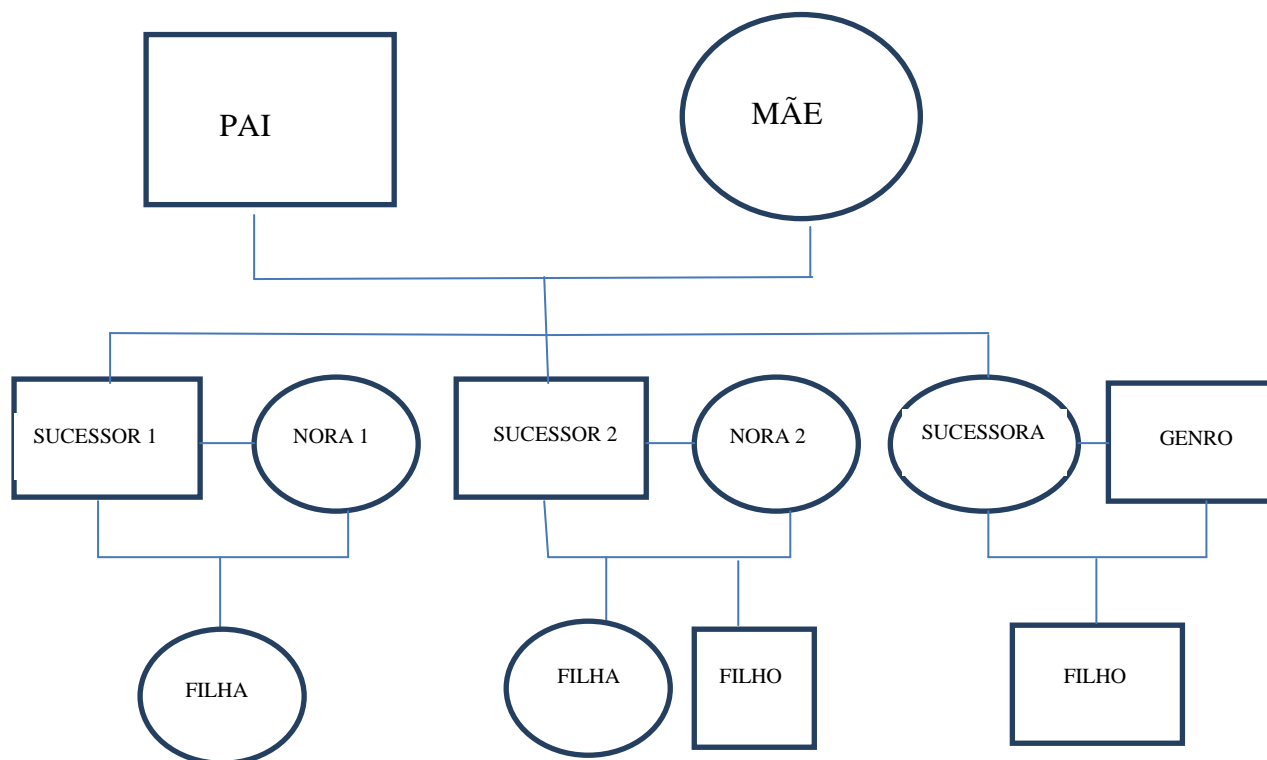 PAI
MÃE
SUCESSOR 1
NORA 1
SUCESSOR 2
NORA 2
SUCESSORA
GENRO
FILHA
FILHA
FILHO
FILHO